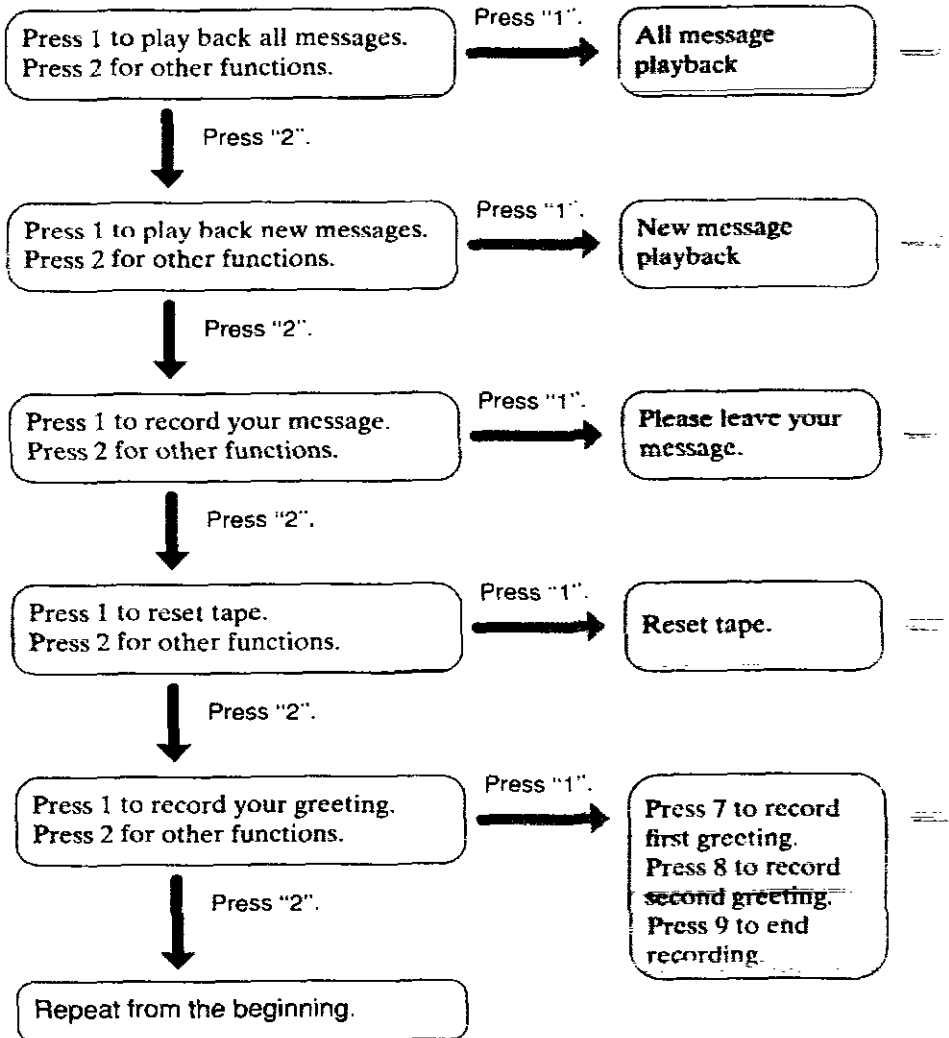 Press 1 to play back all messages.
Press 2 for other functions.
Press "1".
All message
playback
Press "2".
Press 1 to play back new messages.
Press 2 for other functions.
Press "1".
New message
playback
Press "2".
Press 1 to record your message.
Press 2 for other functions.
Press "1".
Please leave your
message.
Press "2".
Press 1 to reset tape.
Press 2 for other functions.
Press "1".
Reset tape.
Press "2".
Press 1 to record your greeting.
Press 2 for other functions.
Press "1".
Press 7 to record
first greeting.
Press 8 to record
second greeting.
Press 9 to end
recording.
Press "2".
Repeat from the beginning.